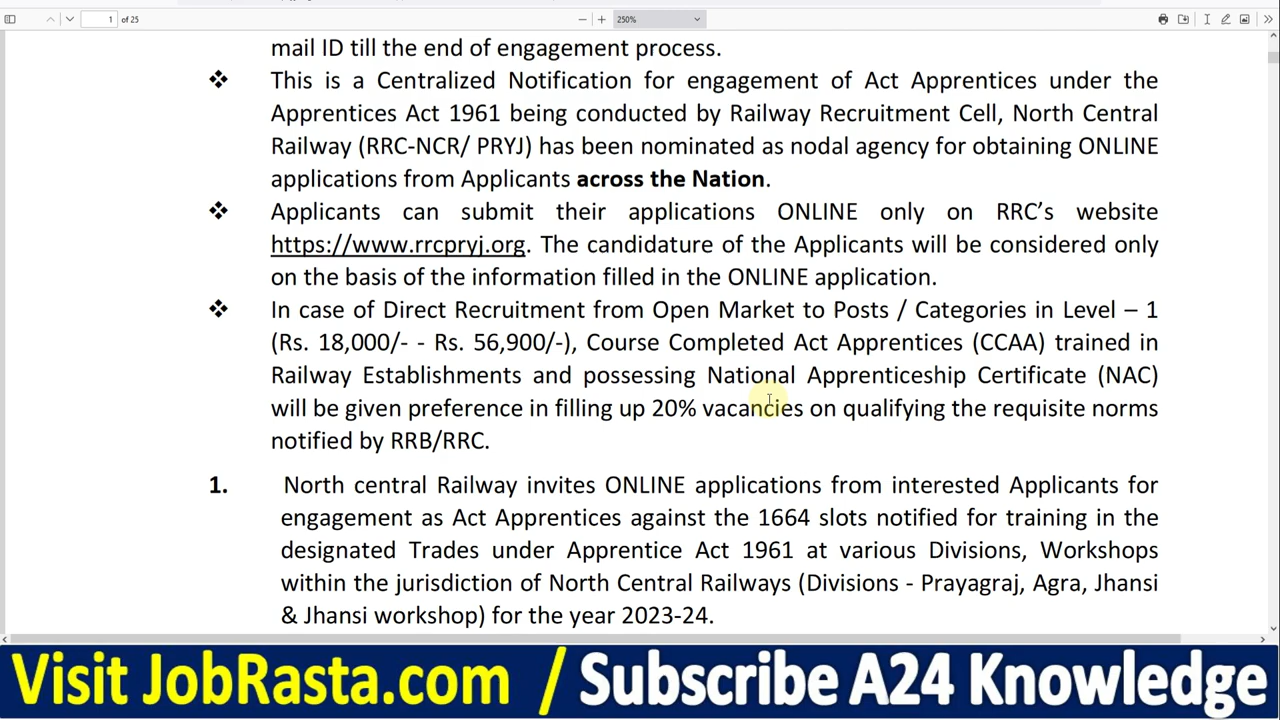 1 of 25
250%
mail ID till the end of engagement process.
❖ This is a Centralized Notification for engagement of Act Apprentices under the
Apprentices Act 1961 being conducted by Railway Recruitment Cell, North Central
Railway (RRC-NCR/ PRYJ) has been nominated as nodal agency for obtaining ONLINE
applications from Applicants across the Nation.
❖ Applicants can submit their applications ONLINE only on RRC’s website
https://www.rrcpryj.org. The candidature of the Applicants will be considered only
on the basis of the information filled in the ONLINE application.
❖ In case of Direct Recruitment from Open Market to Posts / Categories in Level – 1
(Rs. 18,000/- - Rs. 56,900/-), Course Completed Act Apprentices (CCAA) trained in
Railway Establishments and possessing National Apprenticeship Certificate (NAC)
will be given preference in filling up 20% vacancies on qualifying the requisite norms
notified by RRB/RRC.
1. North central Railway invites ONLINE applications from interested Applicants for
engagement as Act Apprentices against the 1664 slots notified for training in the
designated Trades under Apprentice Act 1961 at various Divisions, Workshops
within the jurisdiction of North Central Railways (Divisions - Prayagraj, Agra, Jhansi
& Jhansi workshop) for the year 2023-24.
Visit JobRasta.com / Subscribe A24 Knowledge